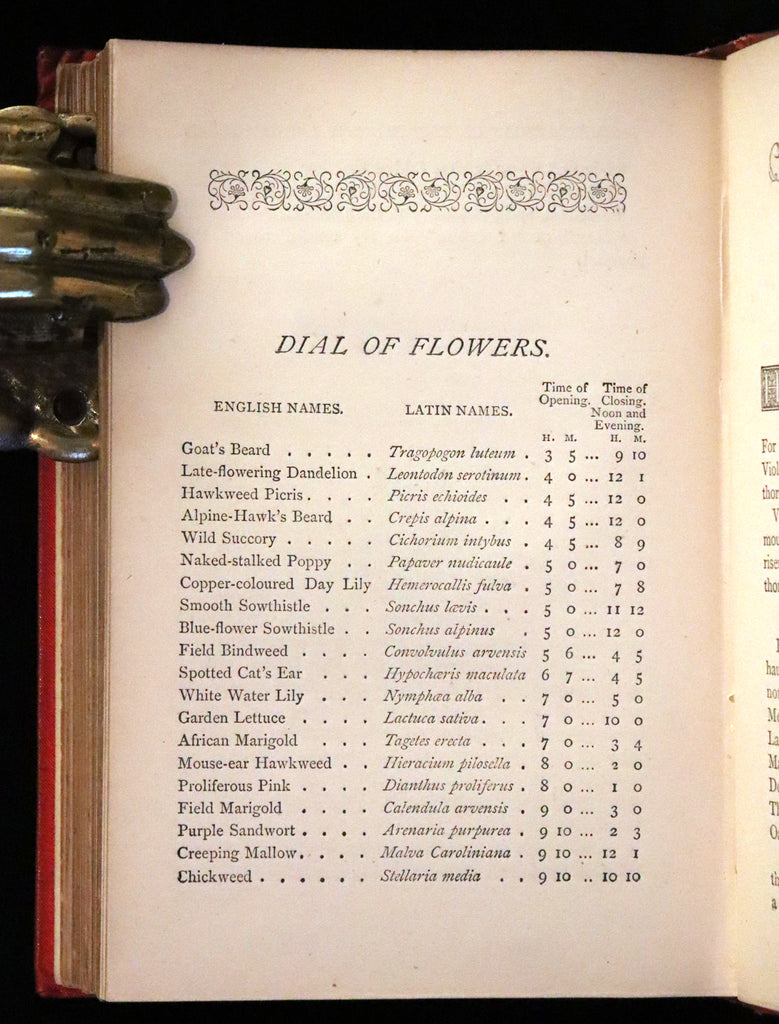 DIAL OF FLOWERS.
ENGLISH NAMES. LATIN NAMES. Time of Opening. Time of Closing. Noon and Evening.
H. M. H. M.
Goat's Beard . . . . . Tragopogon luteum . 3 5 ... 9 10
Late-flowering Dandelion . Leontodon serotinum . 4 0 ... 12 1
Hawkweed Picris . . . . Picris echioides . . 4 5 ... 12 0
Alpine-Hawk's Beard . . Crepis alpina . . . 4 5 ... 12 0
Wild Succory . . . . . Cichorium intybus . 4 5 ... 8 9
Naked-stalked Poppy . . Papaver nudicaule . 5 0 ... 7 0
Copper-coloured Day Lily Hemerocallis fulva . 5 0 ... 7 8
Smooth Sowthistle . . . Sonchus lævis . . . 5 0 ... 11 12
Blue-flower Sowthistle . . Sonchus alpinus . 5 0 ... 12 0
Field Bindweed . . . . Convolvulus arvensis 5 6 ... 4 5
Spotted Cat's Ear . . . Hypochæris maculata 6 7 ... 4 5
White Water Lily . . . Nymphæa alba . . 7 0 ... 5 0
Garden Lettuce . . . . Lactuca sativa . . . 7 0 ... 10 0
African Marigold . . . Tagetes erecta . . . 7 0 ... 3 4
Mouse-ear Hawkweed . . Hieracium pilosella . 8 0 ... 2 0
Proliferous Pink . . . . Dianthus proliferus . 8 0 ... 1 0
Field Marigold . . . . Calendula arvensis . 9 0 ... 3 0
Purple Sandwort . . . . Arenaria purpurea . 9 10 ... 2 3
Creeping Mallow. . . . Malva Caroliniana . 9 10 ... 12 1
Chickweed . . . . . . Stellaria media . . 9 10 .. 10 10
For